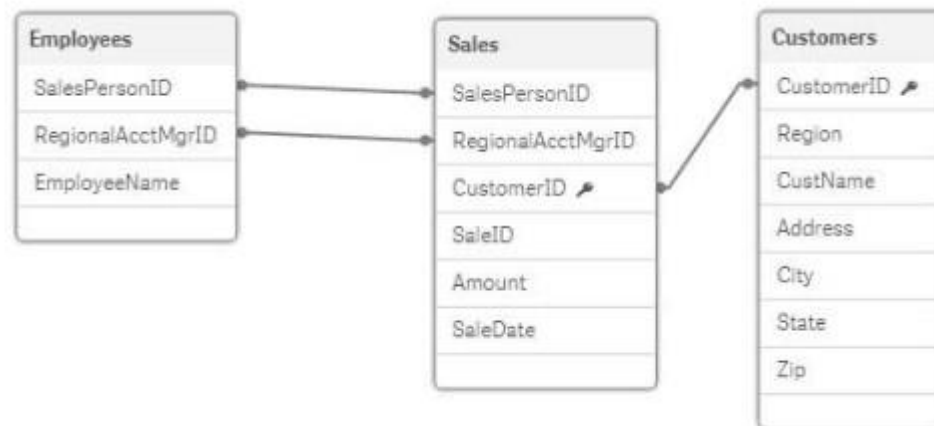 Employees
SalesPersonID
RegionalAcctMgrID
EmployeeName
Sales
SalesPersonID
RegionalAcctMgrID
CustomerID
SaleID
Amount
SaleDate
Customers
CustomerID
Region
CustName
Address
City
State
Zip